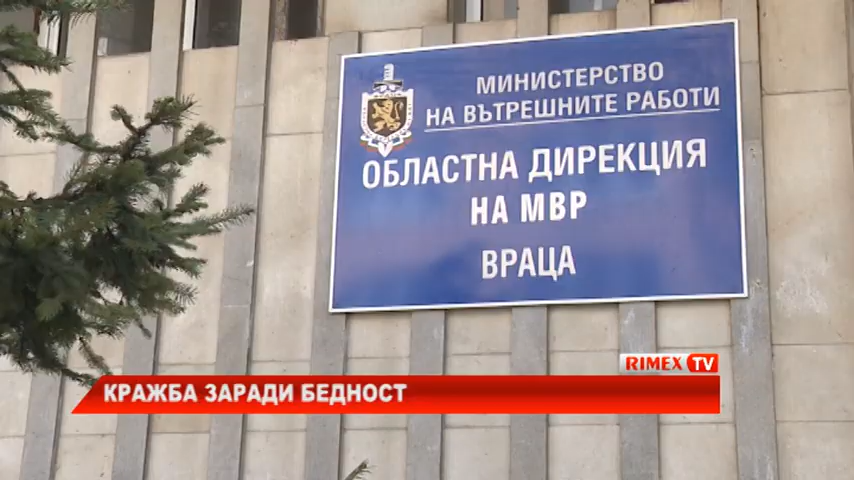 МИНИСТЕРСТВО
НА ВЪТРЕШНИТЕ РАБОТИ
ОБЛАСТНА ДИРЕКЦИЯ
НА МВР
ВРАЦА
RIMEX TV
КРАЖБА ЗАРАДИ БЕДНОСТ